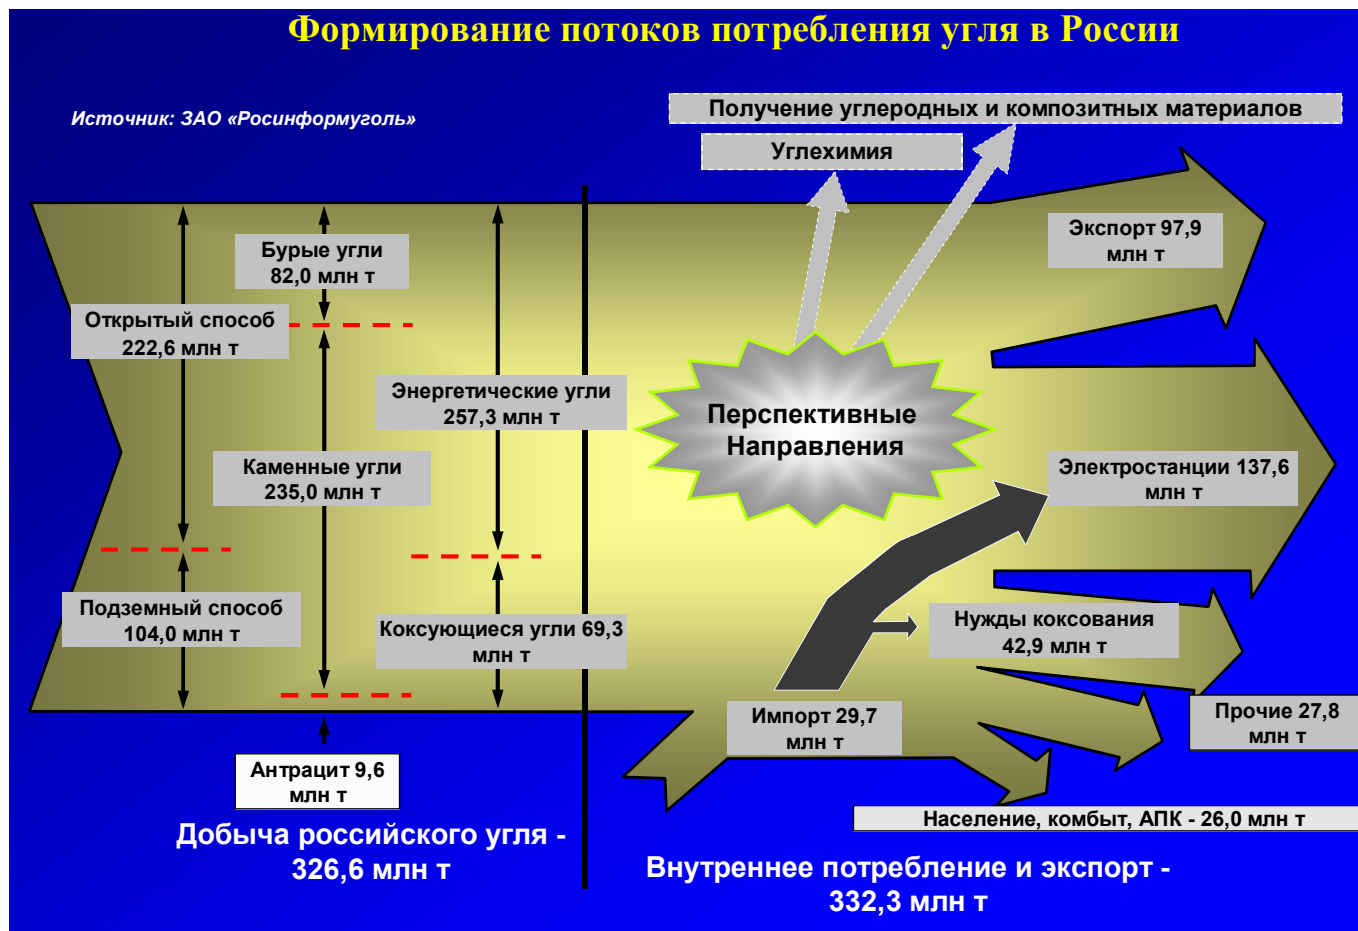 Формирование потоков потребления угля в России
Источник: ЗАО «Росинформуголь»
Получение углеродных и композитных материалов
Углехимия
Экспорт 97,9
млн т
Бурые угли
82,0 млн т
Открытый способ
222,6 млн т
Энергетические угли
257,3 млн т
Перспективные
Направления
Каменные угли
235,0 млн т
Электростанции 137,6
млн т
Подземный способ
104,0 млн т
Коксующиеся угли 69,3
млн т
Нужды коксования
42,9 млн т
Импорт 29,7
млн т
Прочие 27,8
млн т
Антрацит 9,6
млн т
Население, комбыт, АПК - 26,0 млн т
Добыча российского угля -
326,6 млн т
Внутреннее потребление и экспорт -
332,3 млн т